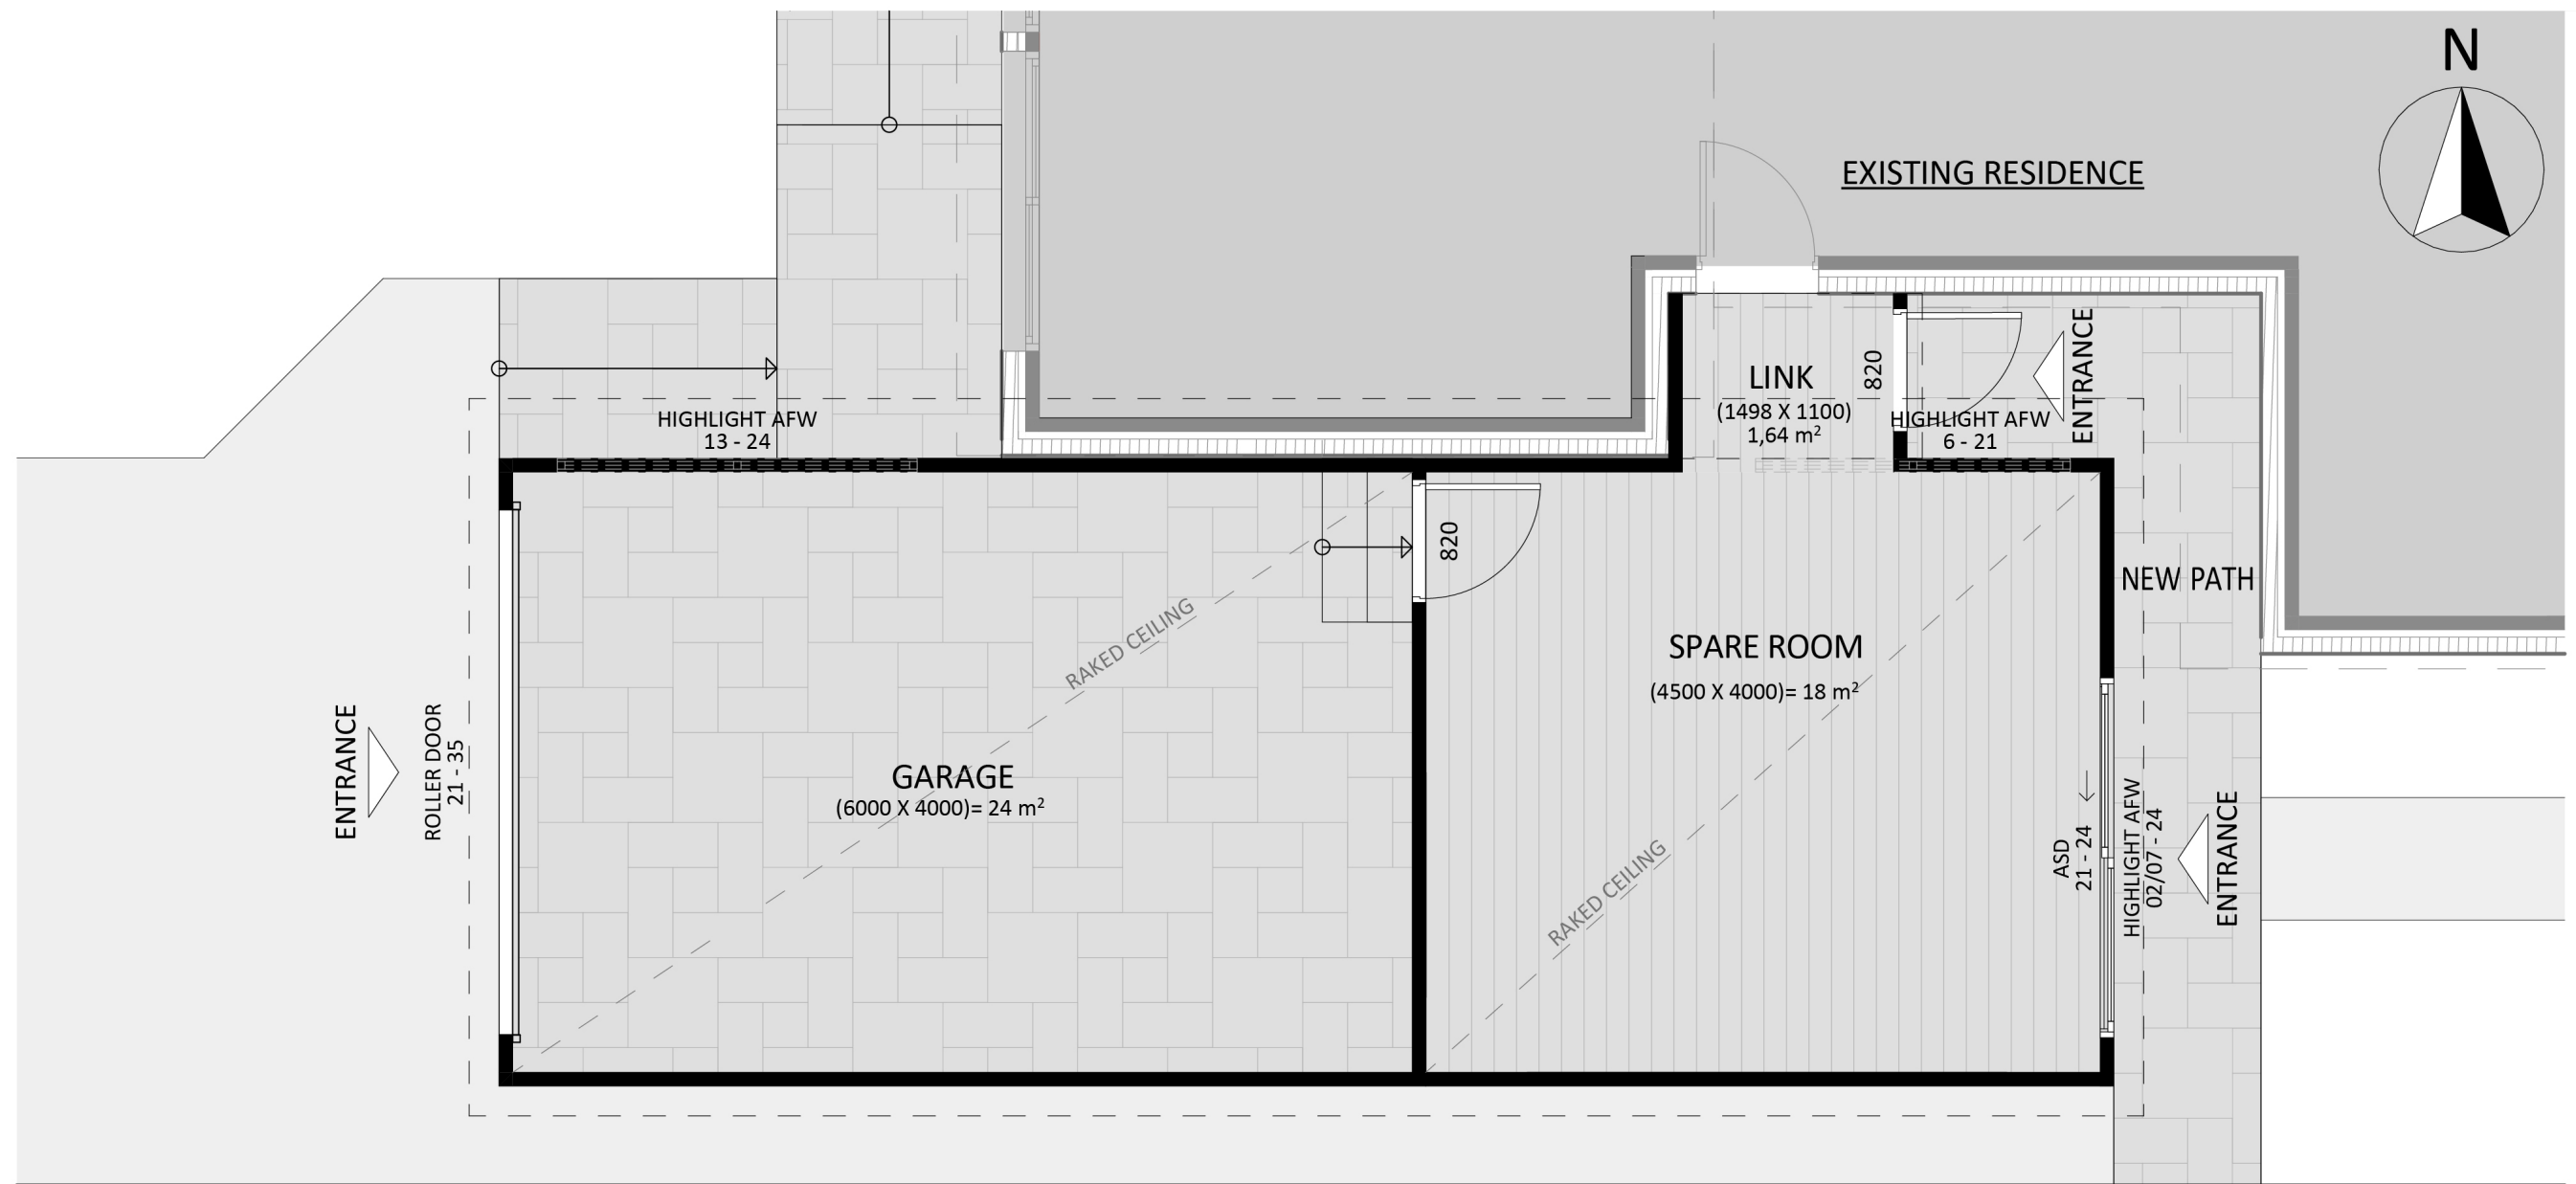 N
EXISTING RESIDENCE
LINK
(1498 X 1100)
1,64 m²
820
ENTRANCE
HIGHLIGHT AFW
13 - 24
HIGHLIGHT AFW
6 - 21
820
NEW PATH
SPARE ROOM
(4500 X 4000)= 18 m²
RAKED CEILING
GARAGE
(6000 X 4000)= 24 m²
ENTRANCE
ROLLER DOOR
21 - 35
RAKED CEILING
ASD
21 - 24
HIGHLIGHT AFW
02/07 - 24
ENTRANCE